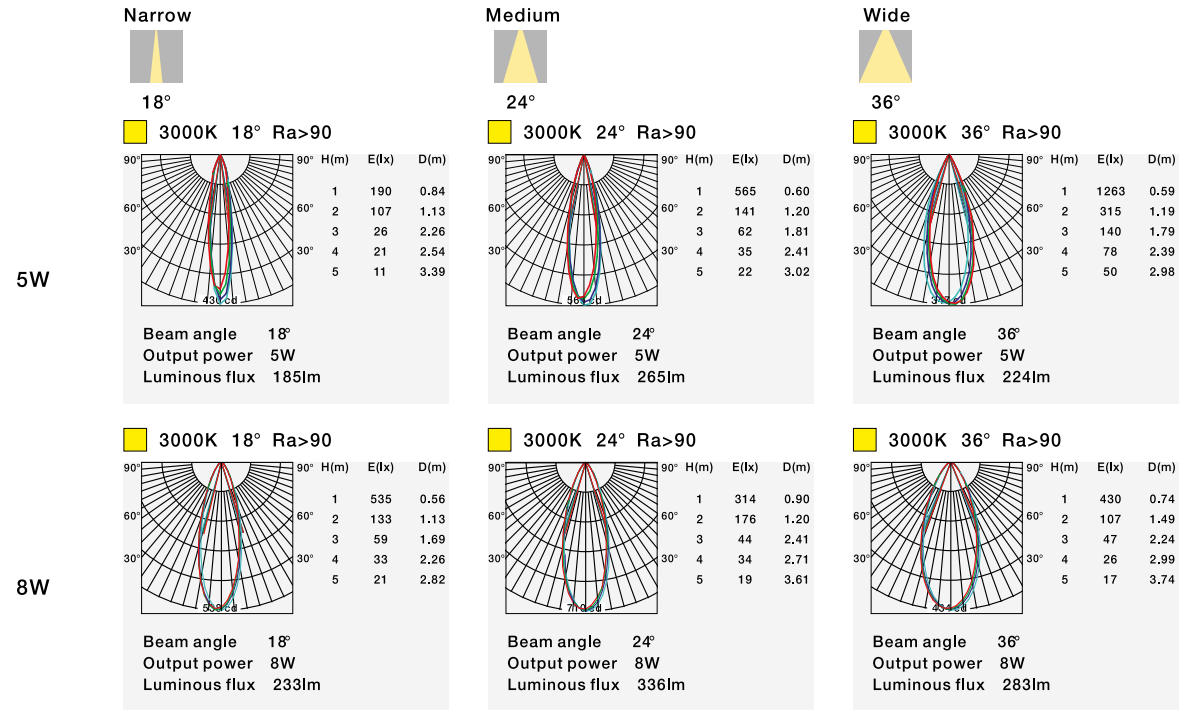 Narrow
18°
Medium
24°
Wide
36°
5W
3000K 18° Ra>90
90° 90° H(m) E(lx) D(m)
1 190 0.84
60° 60° 2 107 1.13
3 26 2.26
30° 30° 4 21 2.54
5 11 3.39
cd
Beam angle 18°
Output power 5W
Luminous flux 185lm
3000K 24° Ra>90
90° 90° H(m) E(lx) D(m)
1 565 0.60
60° 60° 2 141 1.20
3 62 1.81
30° 30° 4 35 2.41
5 22 3.02
cd
Beam angle 24°
Output power 5W
Luminous flux 265lm
3000K 36° Ra>90
90° 90° H(m) E(lx) D(m)
1 1263 0.59
60° 60° 2 315 1.19
3 140 1.79
30° 30° 4 78 2.39
5 50 2.98
cd
Beam angle 36°
Output power 5W
Luminous flux 224lm
8W
3000K 18° Ra>90
90° 90° H(m) E(lx) D(m)
1 535 0.56
60° 60° 2 133 1.13
3 59 1.69
30° 30° 4 33 2.26
5 21 2.82
cd
Beam angle 18°
Output power 8W
Luminous flux 233lm
3000K 24° Ra>90
90° 90° H(m) E(lx) D(m)
1 314 0.90
60° 60° 2 176 1.20
3 44 2.41
30° 30° 4 34 2.71
5 19 3.61
cd
Beam angle 24°
Output power 8W
Luminous flux 336lm
3000K 36° Ra>90
90° 90° H(m) E(lx) D(m)
1 430 0.74
60° 60° 2 107 1.49
3 47 2.24
30° 30° 4 26 2.99
5 17 3.74
cd
Beam angle 36°
Output power 8W
Luminous flux 283lm